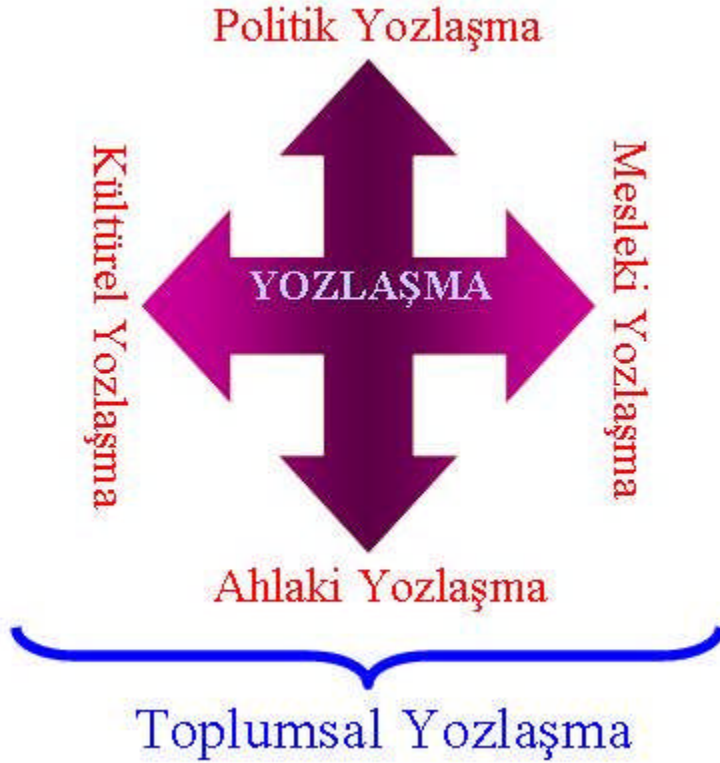 Politik Yozlaşma
Kültürel Yozlaşma
YOZLAŞMA
Mesleki Yozlaşma
Ahlaki Yozlaşma
Toplumsal Yozlaşma